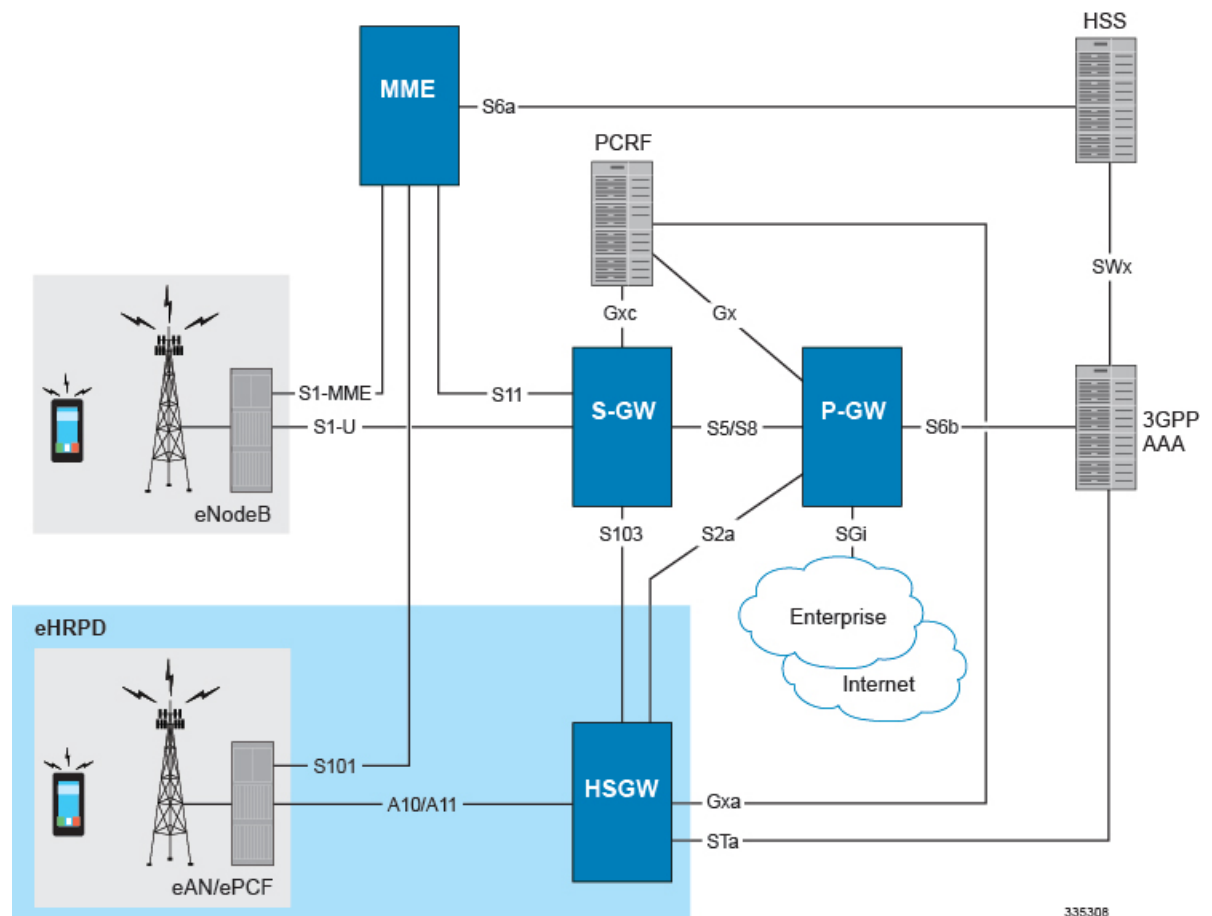 HSS
MME
S6a
PCRF
SWx
Gxc
Gx
S1-MME
S11
S-GW
P-GW
3GPP
AAA
S1-U
S5/S8
S6b
eNodeB
S103
S2a
SGi
Enterprise
eHRPD
Internet
S101
HSGW
A10/A11
Gxa
STa
eAN/ePCF
335308